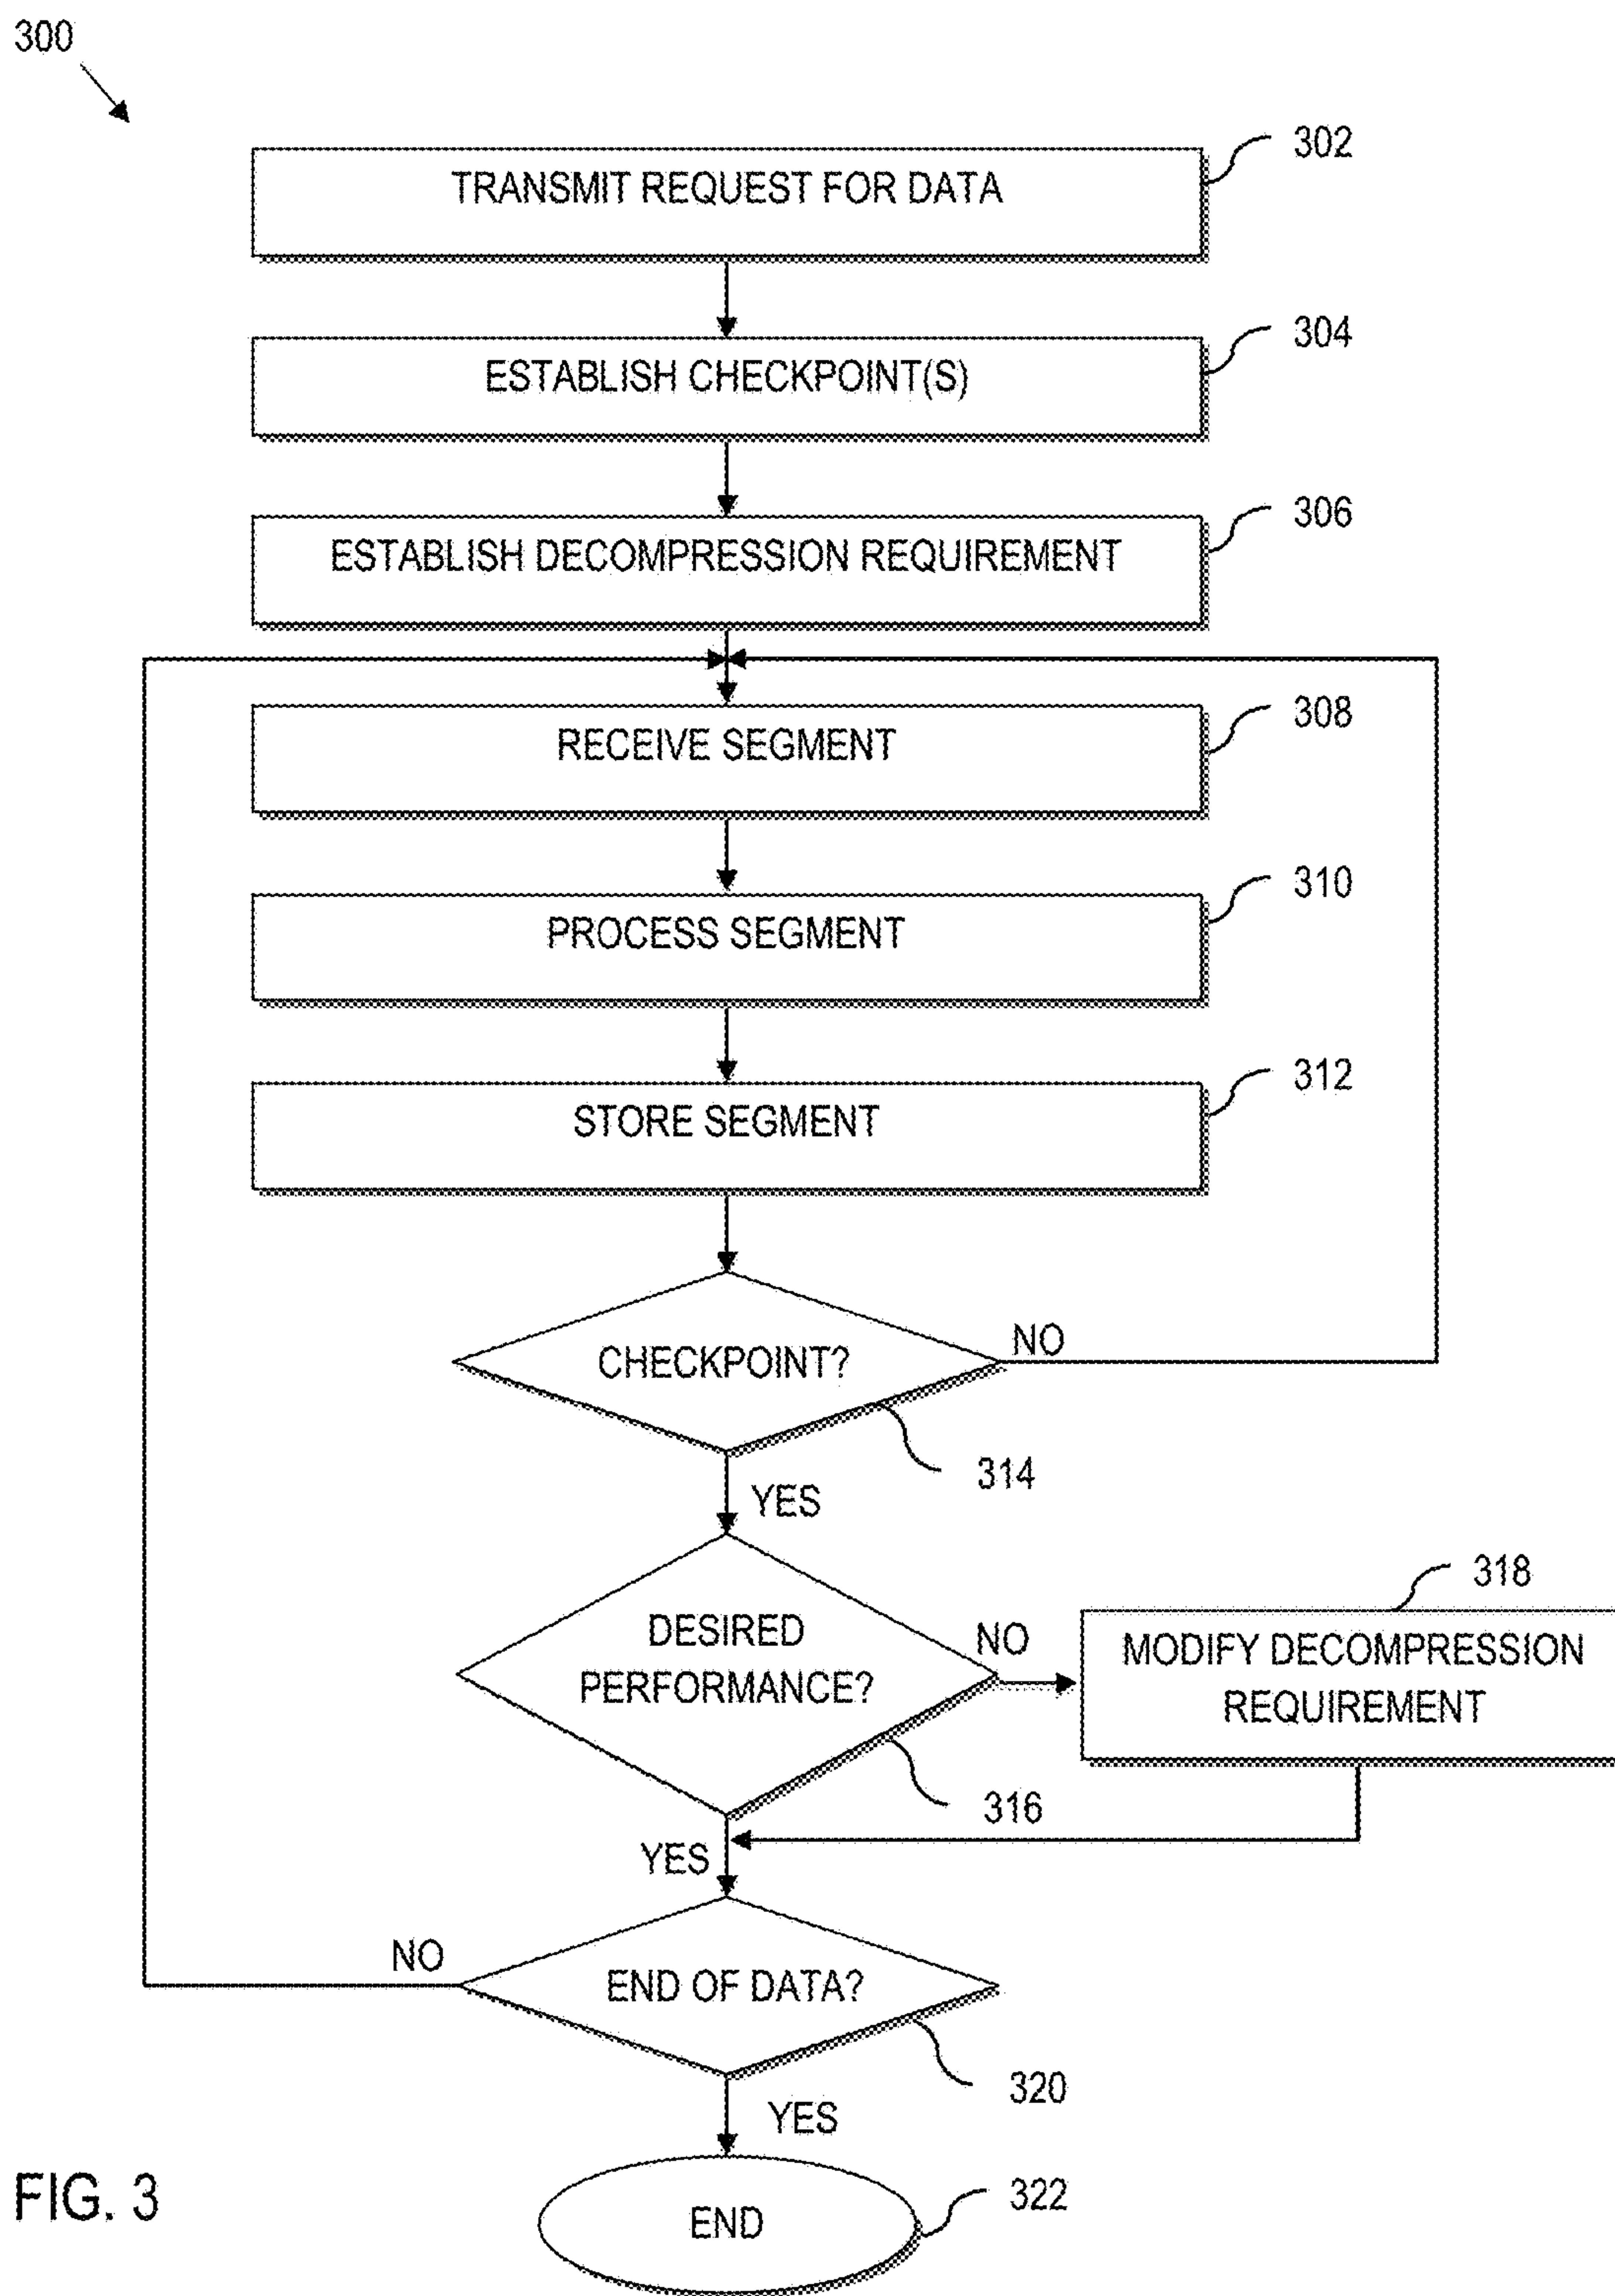 300
302
TRANSMIT REQUEST FOR DATA
304
ESTABLISH CHECKPOINT(S)
306
ESTABLISH DECOMPRESSION REQUIREMENT
308
RECEIVE SEGMENT
310
PROCESS SEGMENT
312
STORE SEGMENT
CHECKPOINT?
NO
314
YES
DESIRED
PERFORMANCE?
NO
318
MODIFY DECOMPRESSION
REQUIREMENT
316
YES
NO
END OF DATA?
320
YES
END
322
FIG. 3